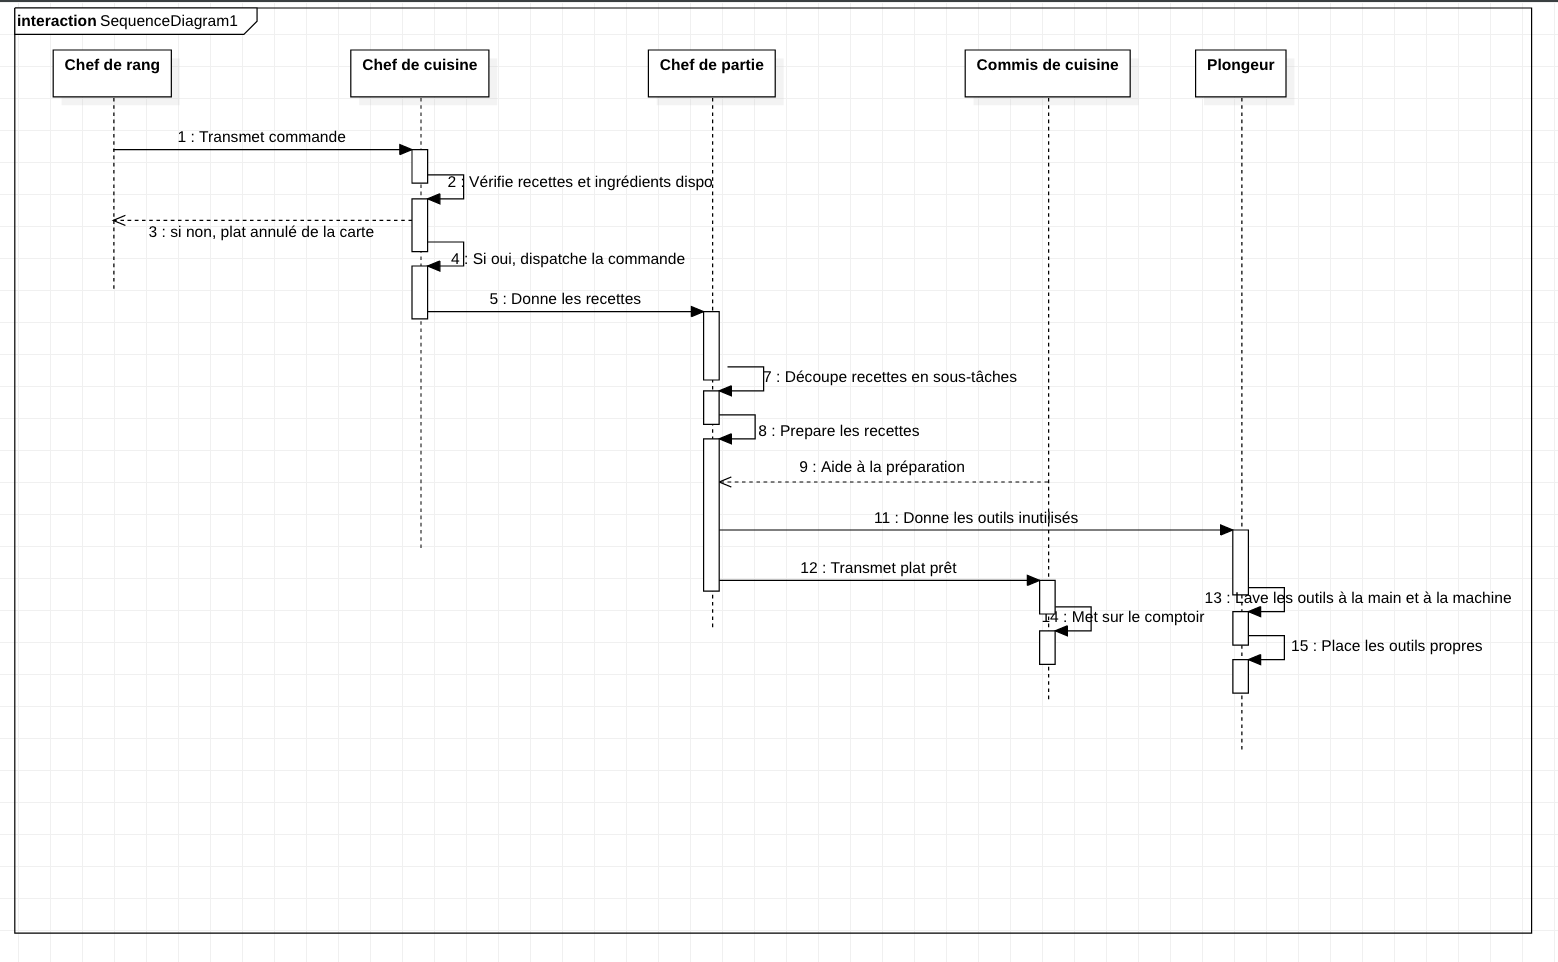 interaction SequenceDiagram1
Chef de rang
Chef de cuisine
Chef de partie
Commis de cuisine
Plongeur
1 : Transmet commande
2 : Vérifie recettes et ingrédients dispo
3 : si non, plat annulé de la carte
4 : Si oui, dispatche la commande
5 : Donne les recettes
7 : Découpe recettes en sous-tâches
8 : Prepare les recettes
9 : Aide à la préparation
11 : Donne les outils inutilisés
12 : Transmet plat prêt
13 : Lave les outils à la main et à la machine
14 : Met sur le comptoir
15 : Place les outils propres